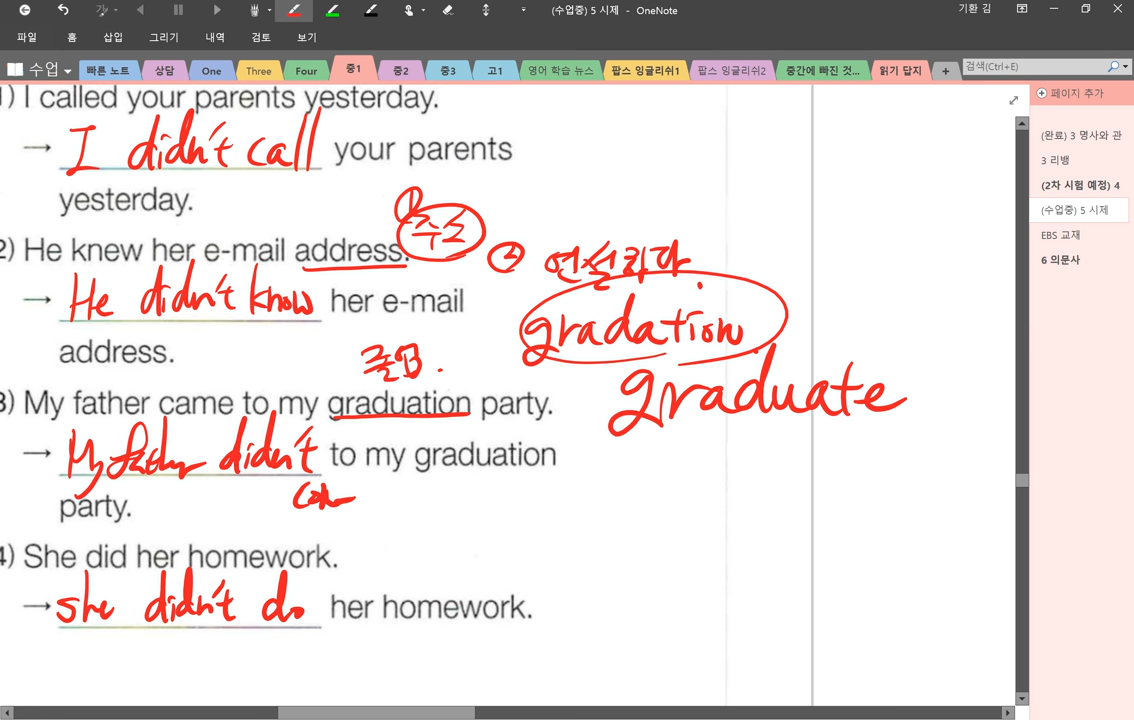 (수업중) 5 시제 - OneNote
기환 김
파일 홈 삽입 그리기 내역 검토 보기
수업 빠른 노트 상담 One Three Four 중1 중2 중3 고1 영어 학습 뉴스 팝스 잉글리쉬1 팝스 잉글리쉬2 중간에 빠진 것... 읽기 답지 + 검색(Ctrl+E)
페이지 추가
(완료) 3 명사와 관
3 리뱅
(2차 시험 예정) 4
(수업중) 5 시제
EBS 교재
6 의문사
1) I called your parents yesterday.
→ I didn't call your parents
yesterday.
① 주소
2) He knew her e-mail address.
② 연설하다
→ He didn't know her e-mail
gradation
address.
졸업.
graduate
3) My father came to my graduation party.
→ My father didn't to my graduation
come
party.
4) She did her homework.
→ she didn't do her homework.